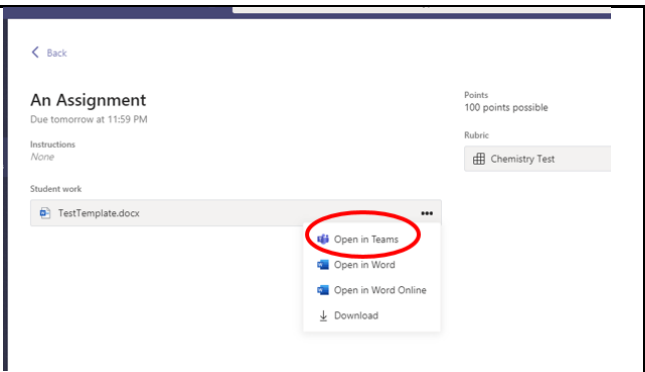 Back
An Assignment
Due tomorrow at 11:59 PM
Instructions
None
Student work
TestTemplate.docx
Open in Teams
Open in Word
Open in Word Online
Download
Points
100 points possible
Rubric
Chemistry Test